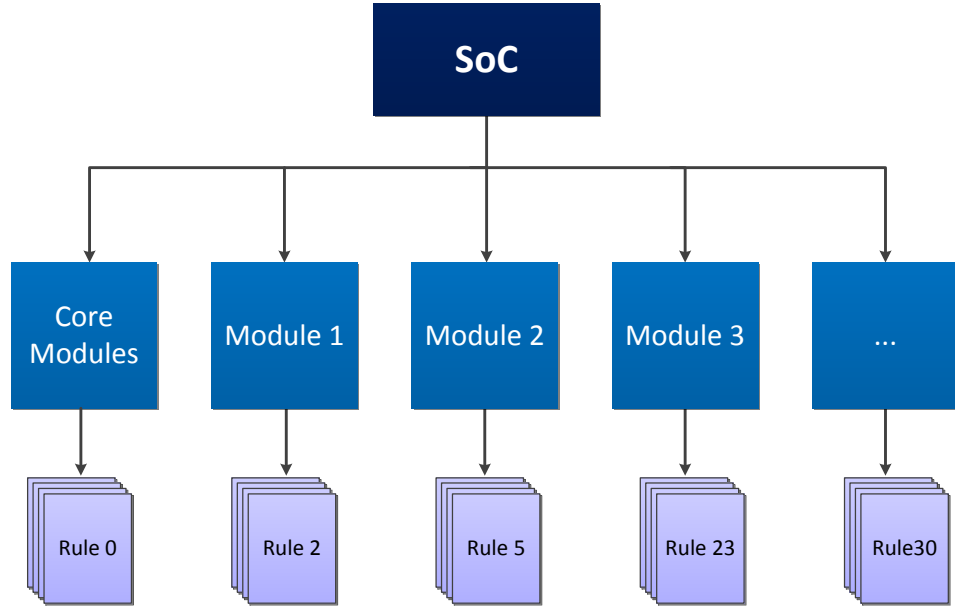 SoC
Core
Modules
Module 1
Module 2
Module 3
...
Rule 0
Rule 2
Rule 5
Rule 23
Rule30